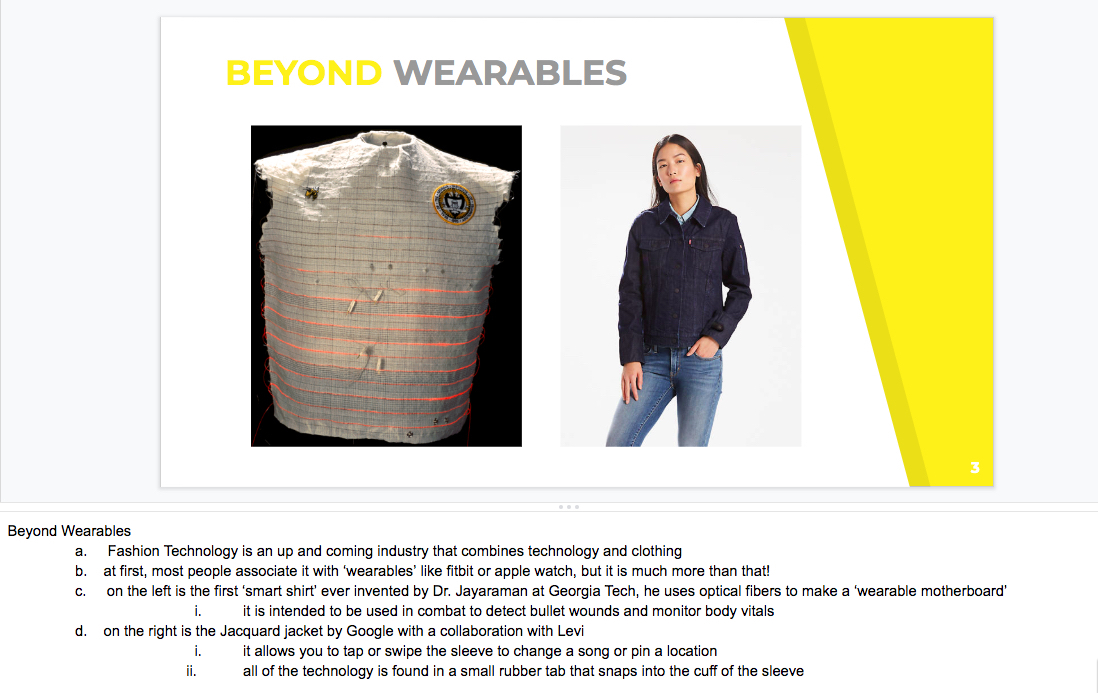 BEYOND WEARABLES
3
Beyond Wearables
a. Fashion Technology is an up and coming industry that combines technology and clothing
b. at first, most people associate it with ‘wearables’ like fitbit or apple watch, but it is much more than that!
c. on the left is the first ‘smart shirt’ ever invented by Dr. Jayaraman at Georgia Tech, he uses optical fibers to make a ‘wearable motherboard’
i. it is intended to be used in combat to detect bullet wounds and monitor body vitals
d. on the right is the Jacquard jacket by Google with a collaboration with Levi
i. it allows you to tap or swipe the sleeve to change a song or pin a location
ii. all of the technology is found in a small rubber tab that snaps into the cuff of the sleeve